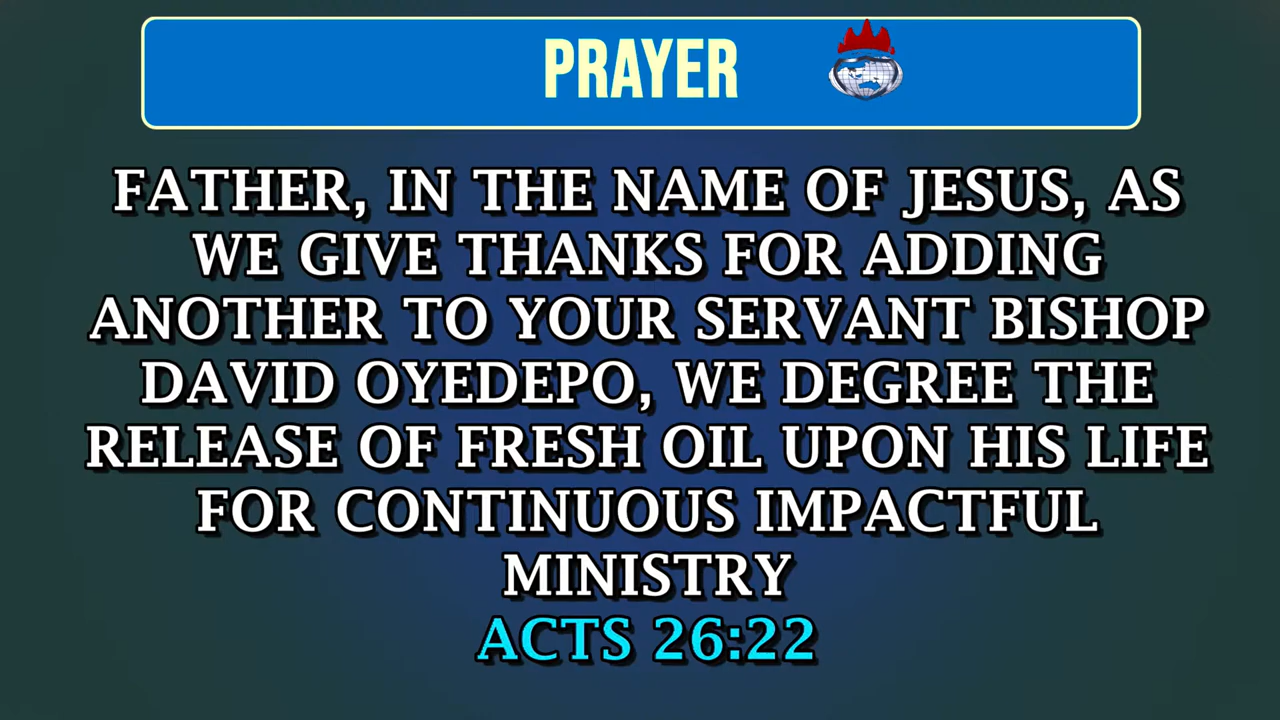 PRAYER
FATHER, IN THE NAME OF JESUS, AS
WE GIVE THANKS FOR ADDING
ANOTHER TO YOUR SERVANT BISHOP
DAVID OYEDEPO, WE DEGREE THE
RELEASE OF FRESH OIL UPON HIS LIFE
FOR CONTINUOUS IMPACTFUL
MINISTRY
ACTS 26:22